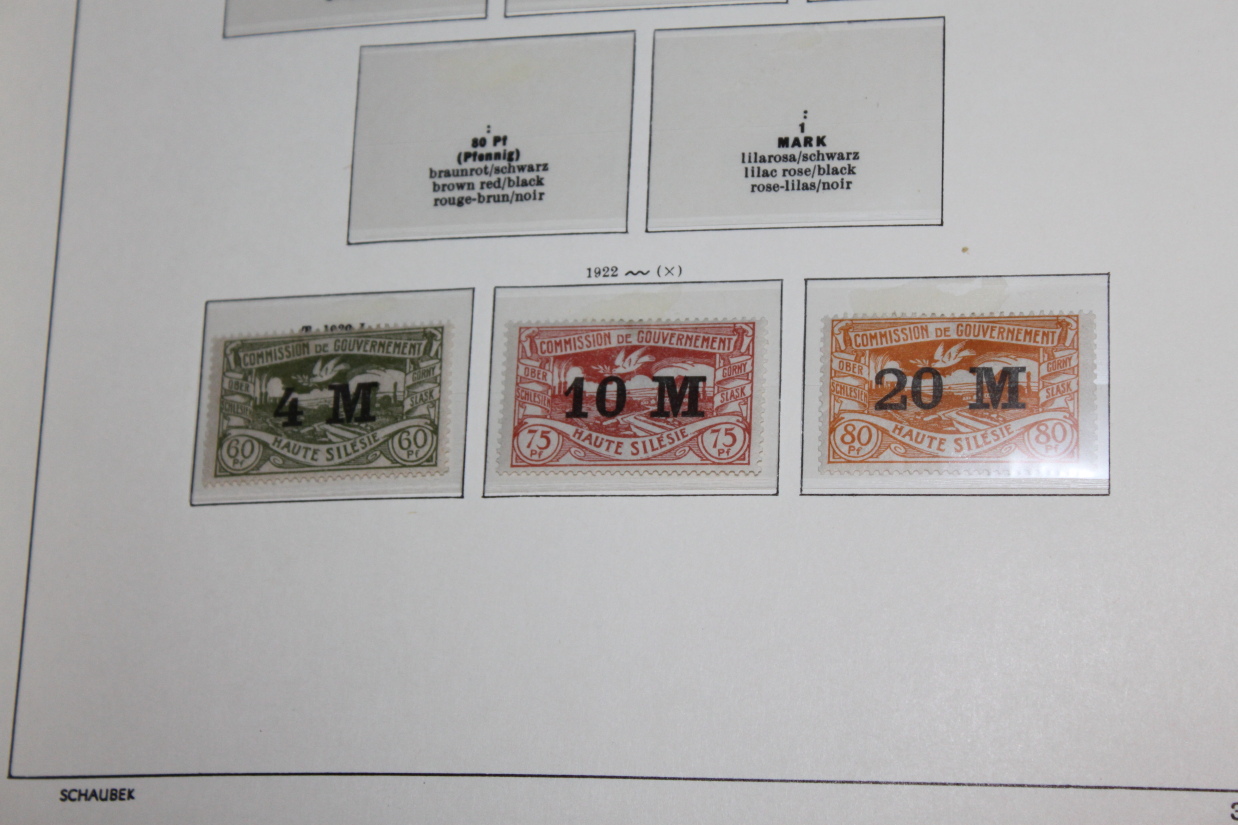 :
80 Pf
(Pfennig)
braunrot/schwarz
brown red/black
rouge-brun/noir
:
1
MARK
lilarosa/schwarz
lilac rose/black
rose-lilas/noir
1922 (×)
COMMISSION DE GOUVERNEMENT
OBER
SCHLESIEN
GORNY
SLASK
4 M
60 Pf
HAUTE SILÉSIE
60 Pf
COMMISSION DE GOUVERNEMENT
OBER
SCHLESIEN
GORNY
SLASK
10 M
75 Pf
HAUTE SILÉSIE
75 Pf
COMMISSION DE GOUVERNEMENT
OBER
SCHLESIEN
GORNY
SLASK
20 M
80 Pf
HAUTE SILÉSIE
80 Pf
SCHAUBEK